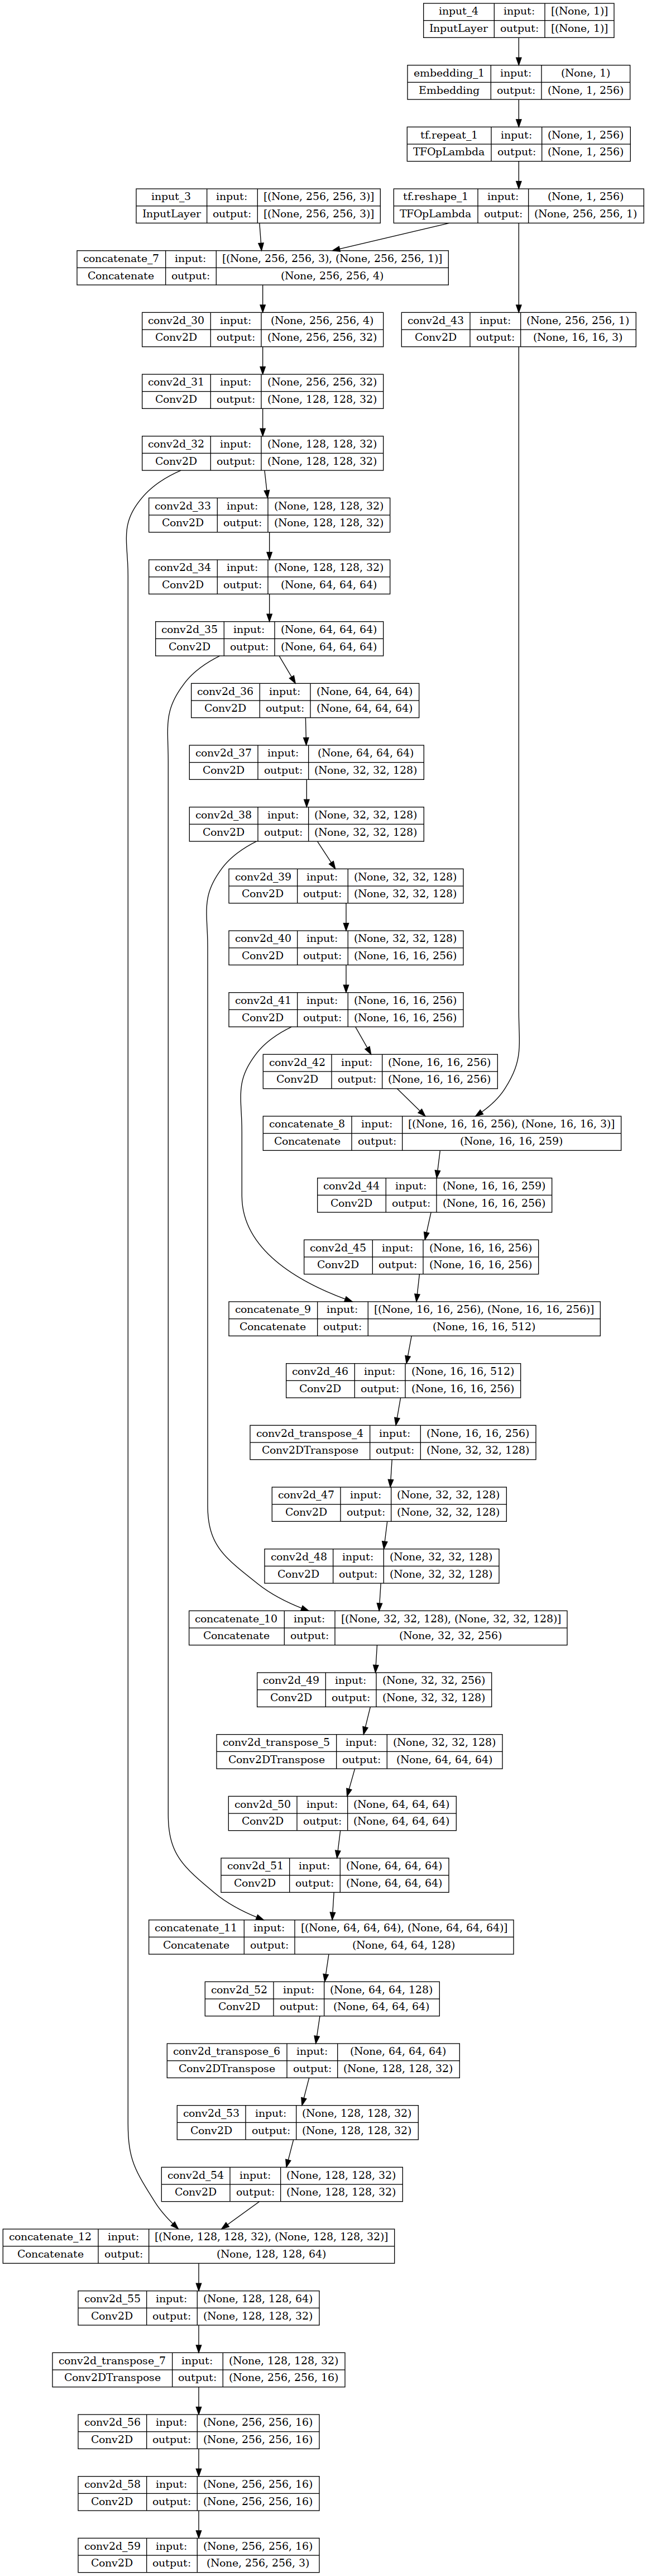 input_4 input: [(None, 1)]
InputLayer output: [(None, 1)]
embedding_1 input: (None, 1)
Embedding output: (None, 1, 256)
tf.repeat_1 input: (None, 1, 256)
TFOpLambda output: (None, 1, 256)
input_3 input: [(None, 256, 256, 3)]
InputLayer output: [(None, 256, 256, 3)]
tf.reshape_1 input: (None, 1, 256)
TFOpLambda output: (None, 256, 256, 1)
concatenate_7 input: [(None, 256, 256, 3), (None, 256, 256, 1)]
Concatenate output: (None, 256, 256, 4)
conv2d_30 input: (None, 256, 256, 4)
Conv2D output: (None, 256, 256, 32)
conv2d_43 input: (None, 256, 256, 1)
Conv2D output: (None, 16, 16, 3)
conv2d_31 input: (None, 256, 256, 32)
Conv2D output: (None, 128, 128, 32)
conv2d_32 input: (None, 128, 128, 32)
Conv2D output: (None, 128, 128, 32)
conv2d_33 input: (None, 128, 128, 32)
Conv2D output: (None, 128, 128, 32)
conv2d_34 input: (None, 128, 128, 32)
Conv2D output: (None, 64, 64, 64)
conv2d_35 input: (None, 64, 64, 64)
Conv2D output: (None, 64, 64, 64)
conv2d_36 input: (None, 64, 64, 64)
Conv2D output: (None, 64, 64, 64)
conv2d_37 input: (None, 64, 64, 64)
Conv2D output: (None, 32, 32, 128)
conv2d_38 input: (None, 32, 32, 128)
Conv2D output: (None, 32, 32, 128)
conv2d_39 input: (None, 32, 32, 128)
Conv2D output: (None, 32, 32, 128)
conv2d_40 input: (None, 32, 32, 128)
Conv2D output: (None, 16, 16, 256)
conv2d_41 input: (None, 16, 16, 256)
Conv2D output: (None, 16, 16, 256)
conv2d_42 input: (None, 16, 16, 256)
Conv2D output: (None, 16, 16, 256)
concatenate_8 input: [(None, 16, 16, 256), (None, 16, 16, 3)]
Concatenate output: (None, 16, 16, 259)
conv2d_44 input: (None, 16, 16, 259)
Conv2D output: (None, 16, 16, 256)
conv2d_45 input: (None, 16, 16, 256)
Conv2D output: (None, 16, 16, 256)
concatenate_9 input: [(None, 16, 16, 256), (None, 16, 16, 256)]
Concatenate output: (None, 16, 16, 512)
conv2d_46 input: (None, 16, 16, 512)
Conv2D output: (None, 16, 16, 256)
conv2d_transpose_4 input: (None, 16, 16, 256)
Conv2DTranspose output: (None, 32, 32, 128)
conv2d_47 input: (None, 32, 32, 128)
Conv2D output: (None, 32, 32, 128)
conv2d_48 input: (None, 32, 32, 128)
Conv2D output: (None, 32, 32, 128)
concatenate_10 input: [(None, 32, 32, 128), (None, 32, 32, 128)]
Concatenate output: (None, 32, 32, 256)
conv2d_49 input: (None, 32, 32, 256)
Conv2D output: (None, 32, 32, 128)
conv2d_transpose_5 input: (None, 32, 32, 128)
Conv2DTranspose output: (None, 64, 64, 64)
conv2d_50 input: (None, 64, 64, 64)
Conv2D output: (None, 64, 64, 64)
conv2d_51 input: (None, 64, 64, 64)
Conv2D output: (None, 64, 64, 64)
concatenate_11 input: [(None, 64, 64, 64), (None, 64, 64, 64)]
Concatenate output: (None, 64, 64, 128)
conv2d_52 input: (None, 64, 64, 128)
Conv2D output: (None, 64, 64, 64)
conv2d_transpose_6 input: (None, 64, 64, 64)
Conv2DTranspose output: (None, 128, 128, 32)
conv2d_53 input: (None, 128, 128, 32)
Conv2D output: (None, 128, 128, 32)
conv2d_54 input: (None, 128, 128, 32)
Conv2D output: (None, 128, 128, 32)
concatenate_12 input: [(None, 128, 128, 32), (None, 128, 128, 32)]
Concatenate output: (None, 128, 128, 64)
conv2d_55 input: (None, 128, 128, 64)
Conv2D output: (None, 128, 128, 32)
conv2d_transpose_7 input: (None, 128, 128, 32)
Conv2DTranspose output: (None, 256, 256, 16)
conv2d_56 input: (None, 256, 256, 16)
Conv2D output: (None, 256, 256, 16)
conv2d_58 input: (None, 256, 256, 16)
Conv2D output: (None, 256, 256, 16)
conv2d_59 input: (None, 256, 256, 16)
Conv2D output: (None, 256, 256, 3)